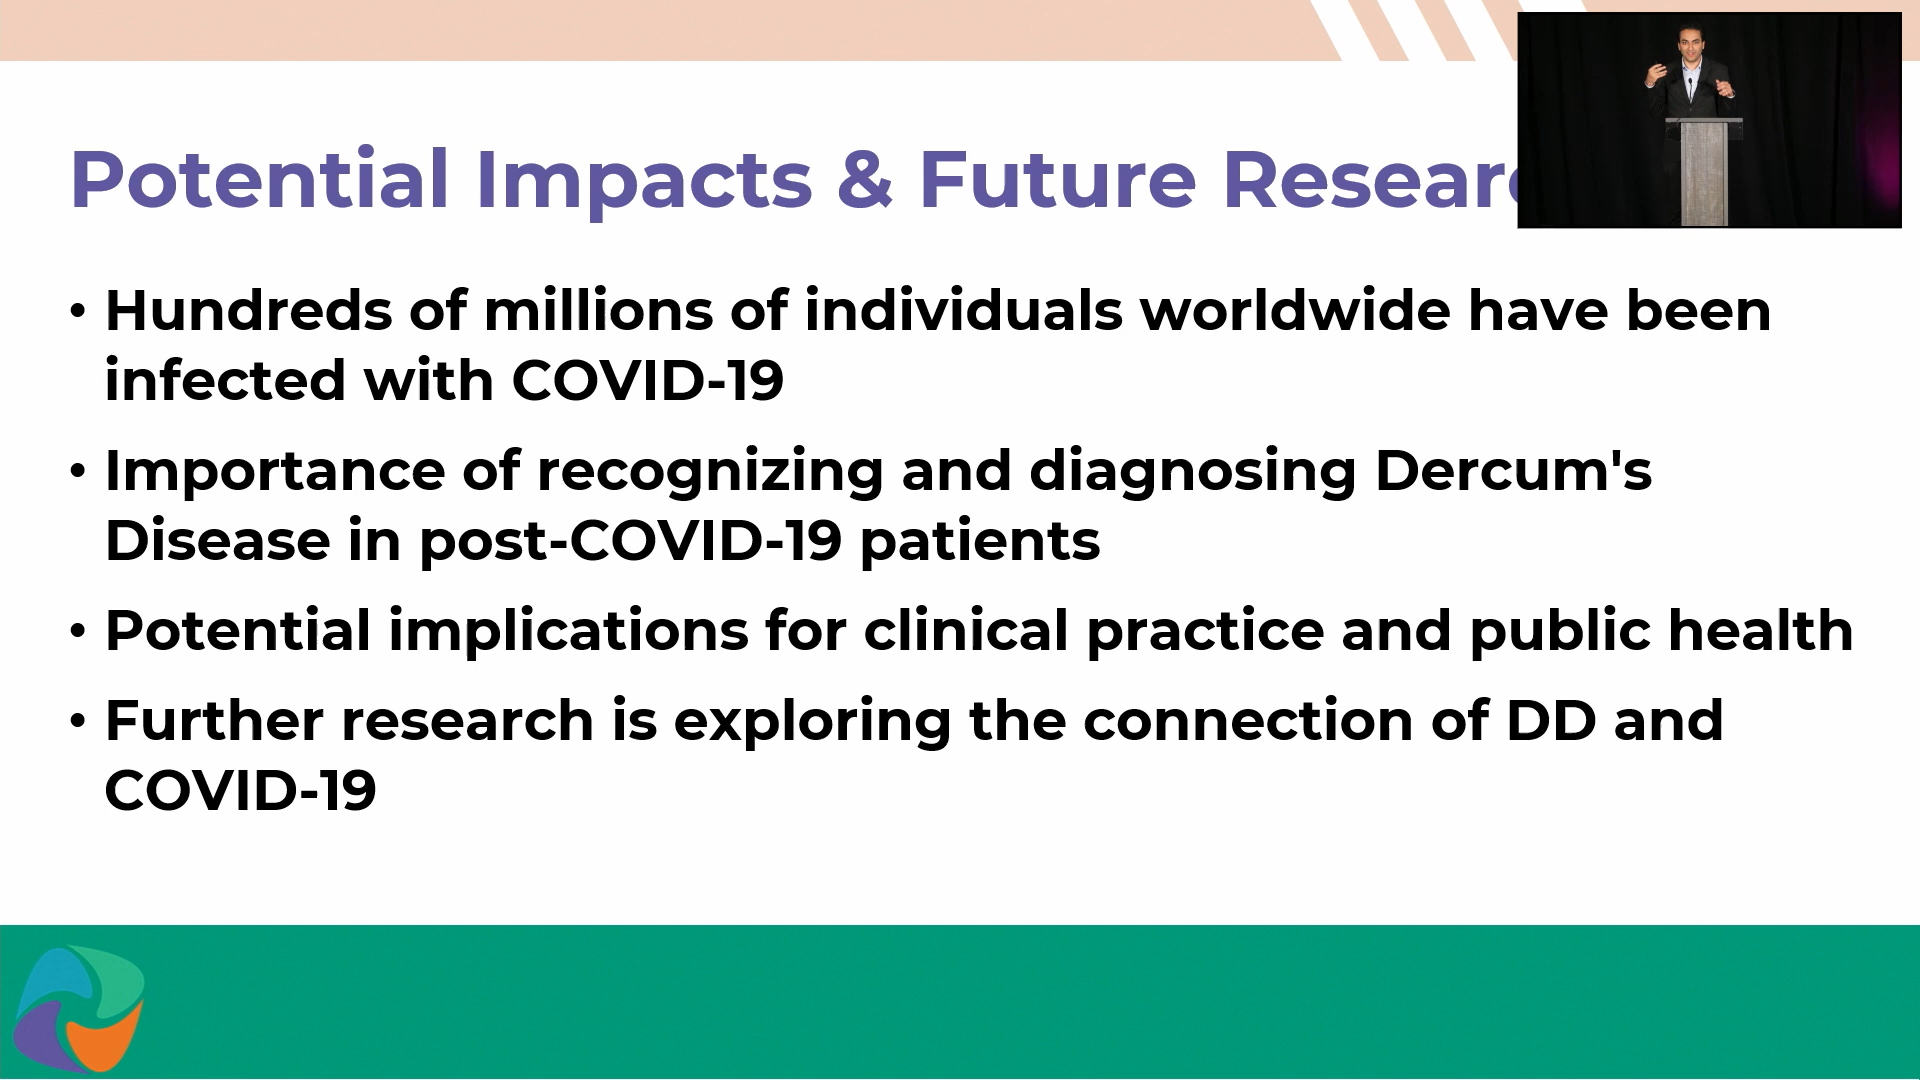 Potential Impacts & Future
• Hundreds of millions of individuals worldwide have been
infected with COVID-19
• Importance of recognizing and diagnosing Dercum's
Disease in post-COVID-19 patients
• Potential implications for clinical practice and public health
• Further research is exploring the connection of DD and
COVID-19